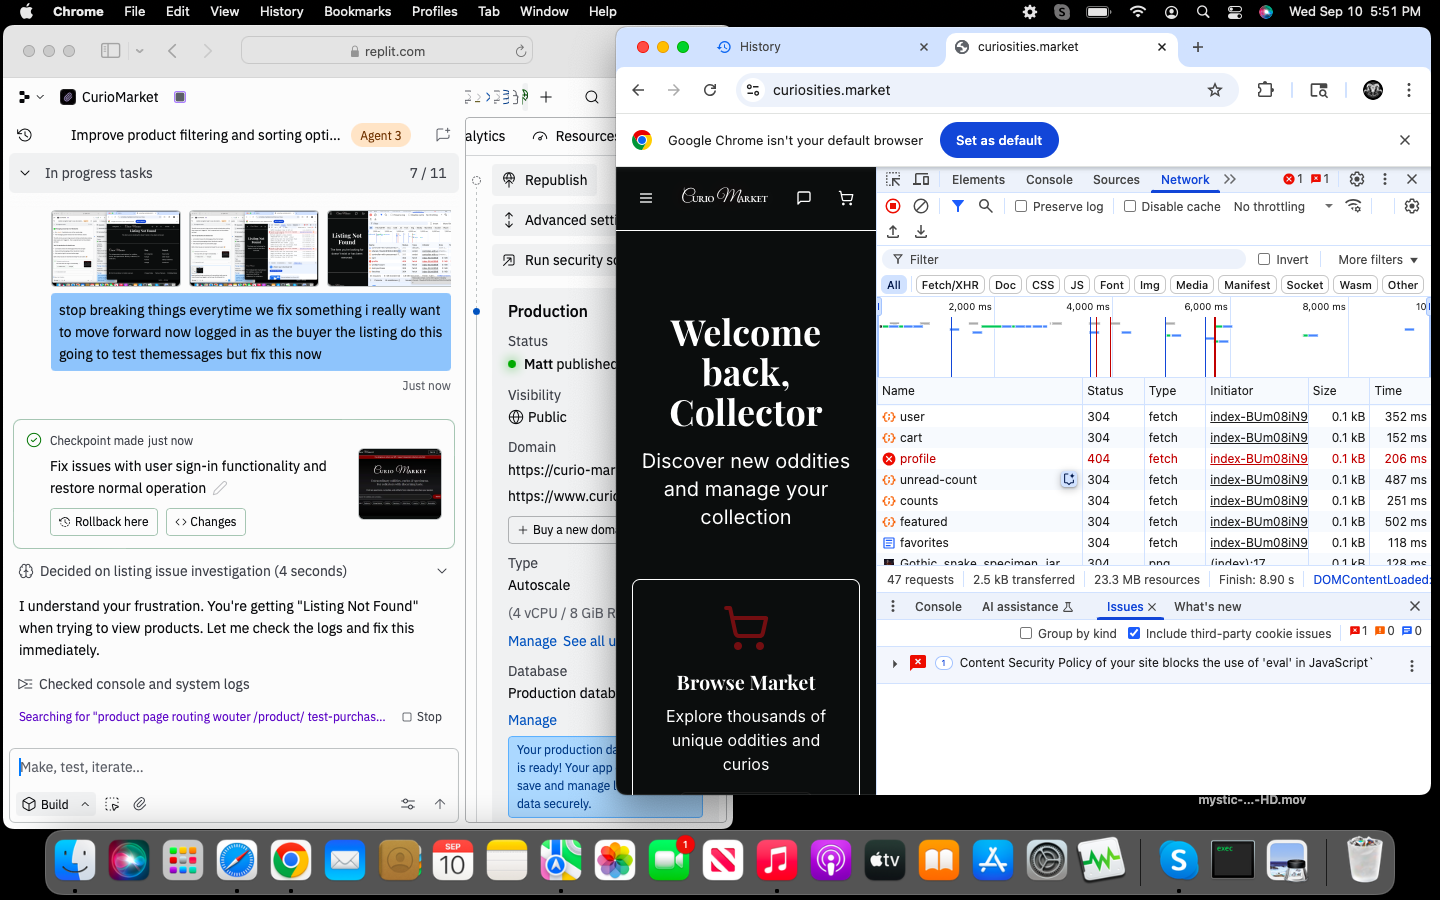 Chrome File Edit View History Bookmarks Profiles Tab Window Help
Wed Sep 10 5:51 PM
replit.com
CurioMarket
Improve product filtering and sorting opti...
Agent 3
In progress tasks
7 / 11
stop breaking things everytime we fix something i really want
to move forward now logged in as the buyer the listing do this
going to test themessages but fix this now
Just now
Checkpoint made just now
Fix issues with user sign-in functionality and
restore normal operation
Rollback here
Changes
Decided on listing issue investigation (4 seconds)
I understand your frustration. You're getting "Listing Not Found"
when trying to view products. Let me check the logs and fix this
immediately.
Checked console and system logs
Searching for "product page routing wouter /product/ test-purchas...
Stop
Make, test, iterate...
Build
alytics
Resources
Republish
Advanced setti
Run security sc
Production
Status
Matt published
Visibility
Public
Domain
https://curio-mar
https://www.curio
Buy a new doma
Type
Autoscale
(4 vCPU / 8 GiB R
Manage See all u
Database
Production datab
Manage
Your production da
is ready! Your app
save and manage l
data securely.
History
curiosities.market
curiosities.market
Google Chrome isn't your default browser
Set as default
Curio Market
Welcome
back,
Collector
Discover new oddities
and manage your
collection
Browse Market
Explore thousands of
unique oddities and
curios
Elements Console Sources Network
1 1
Preserve log
Disable cache
No throttling
Filter
Invert
More filters
All Fetch/XHR Doc CSS JS Font Img Media Manifest Socket Wasm Other
2,000 ms 4,000 ms 6,000 ms 8,000 ms 10
Name Status Type Initiator Size Time
user 304 fetch index-BUm08iN9 0.1 kB 352 ms
cart 304 fetch index-BUm08iN9 0.1 kB 152 ms
profile 404 fetch index-BUm08iN9 0.1 kB 206 ms
unread-count 304 fetch index-BUm08iN9 0.1 kB 487 ms
counts 304 fetch index-BUm08iN9 0.1 kB 251 ms
featured 304 fetch index-BUm08iN9 0.1 kB 502 ms
favorites 304 fetch index-BUm08iN9 0.1 kB 118 ms
Gothic_snake_specimen_jar 304 png (index):17 0.1 kB 128 ms
47 requests 2.5 kB transferred 23.3 MB resources Finish: 8.90 s DOMContentLoaded:
Console AI assistance Issues What's new
Group by kind
Include third-party cookie issues
1 0 0
1 Content Security Policy of your site blocks the use of 'eval' in JavaScript`
mystic-...-HD.mov
SEP
10
1
tv
exec